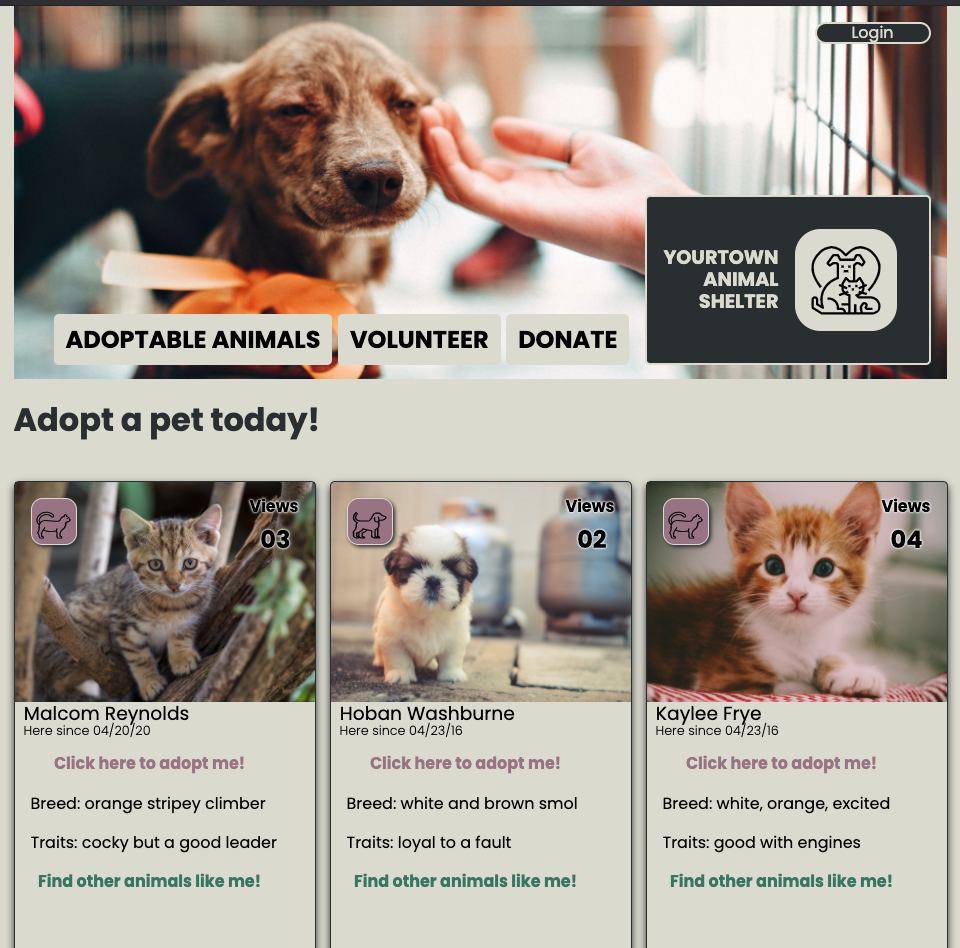 Login
YOURTOWN
ANIMAL
SHELTER
ADOPTABLE ANIMALS
VOLUNTEER
DONATE
Adopt a pet today!
Views
03
Malcom Reynolds
Here since 04/20/20
Click here to adopt me!
Breed: orange stripey climber
Traits: cocky but a good leader
Find other animals like me!
Views
02
Hoban Washburne
Here since 04/23/16
Click here to adopt me!
Breed: white and brown smol
Traits: loyal to a fault
Find other animals like me!
Views
04
Kaylee Frye
Here since 04/23/16
Click here to adopt me!
Breed: white, orange, excited
Traits: good with engines
Find other animals like me!